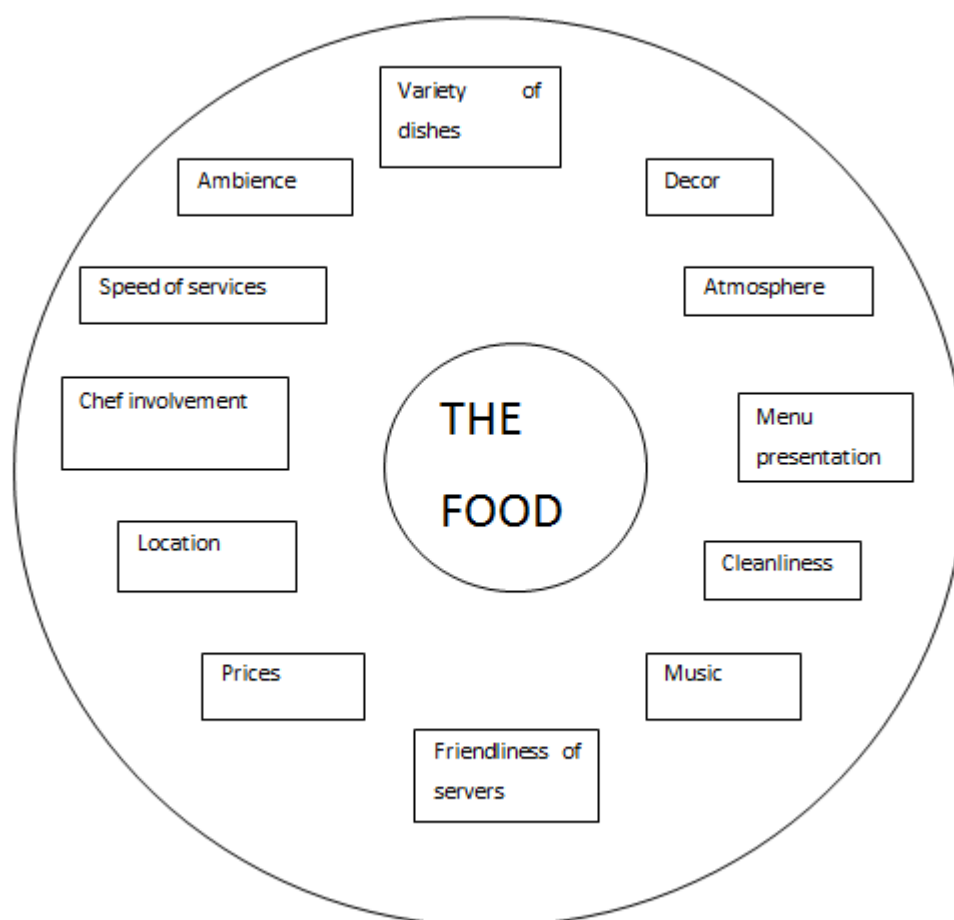 Variety of
dishes
Ambience
Decor
Speed of services
Atmosphere
Chef involvement
THE
FOOD
Menu
presentation
Location
Cleanliness
Prices
Music
Friendliness of
servers